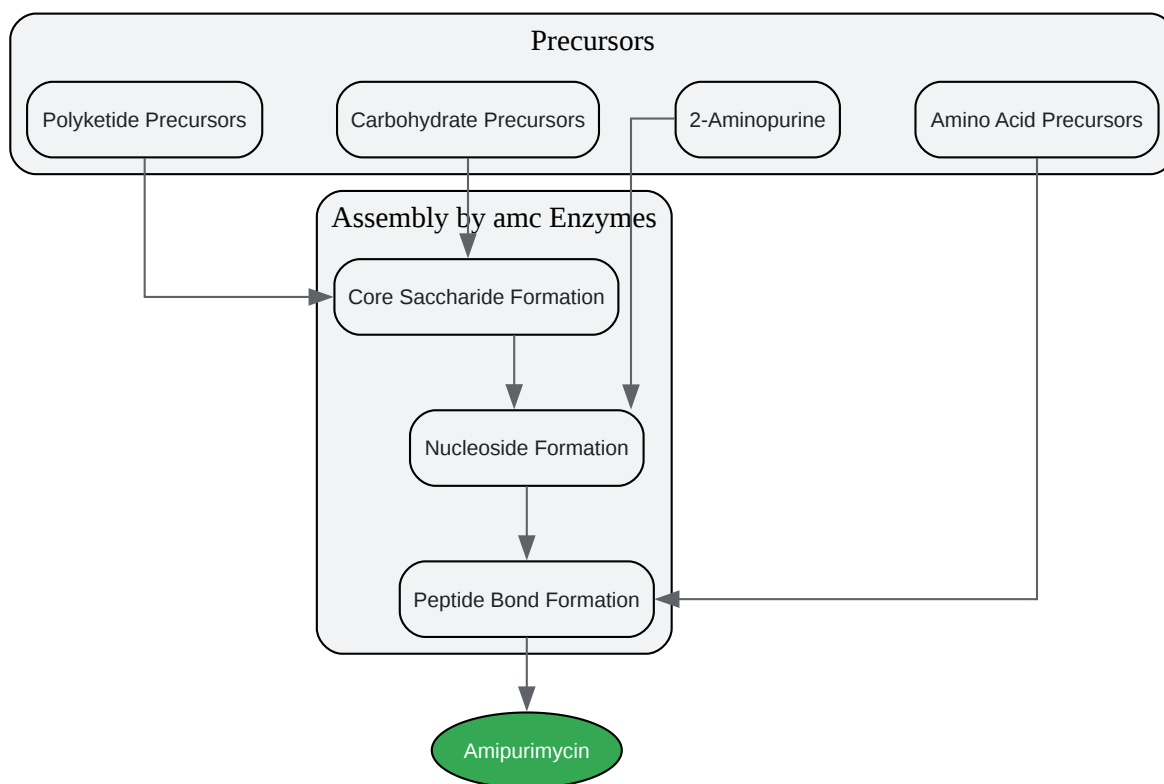 Precursors
Polyketide Precursors
Carbohydrate Precursors
2-Aminopurine
Amino Acid Precursors
Assembly by amc Enzymes
Core Saccharide Formation
Nucleoside Formation
Peptide Bond Formation
Amipurimycin